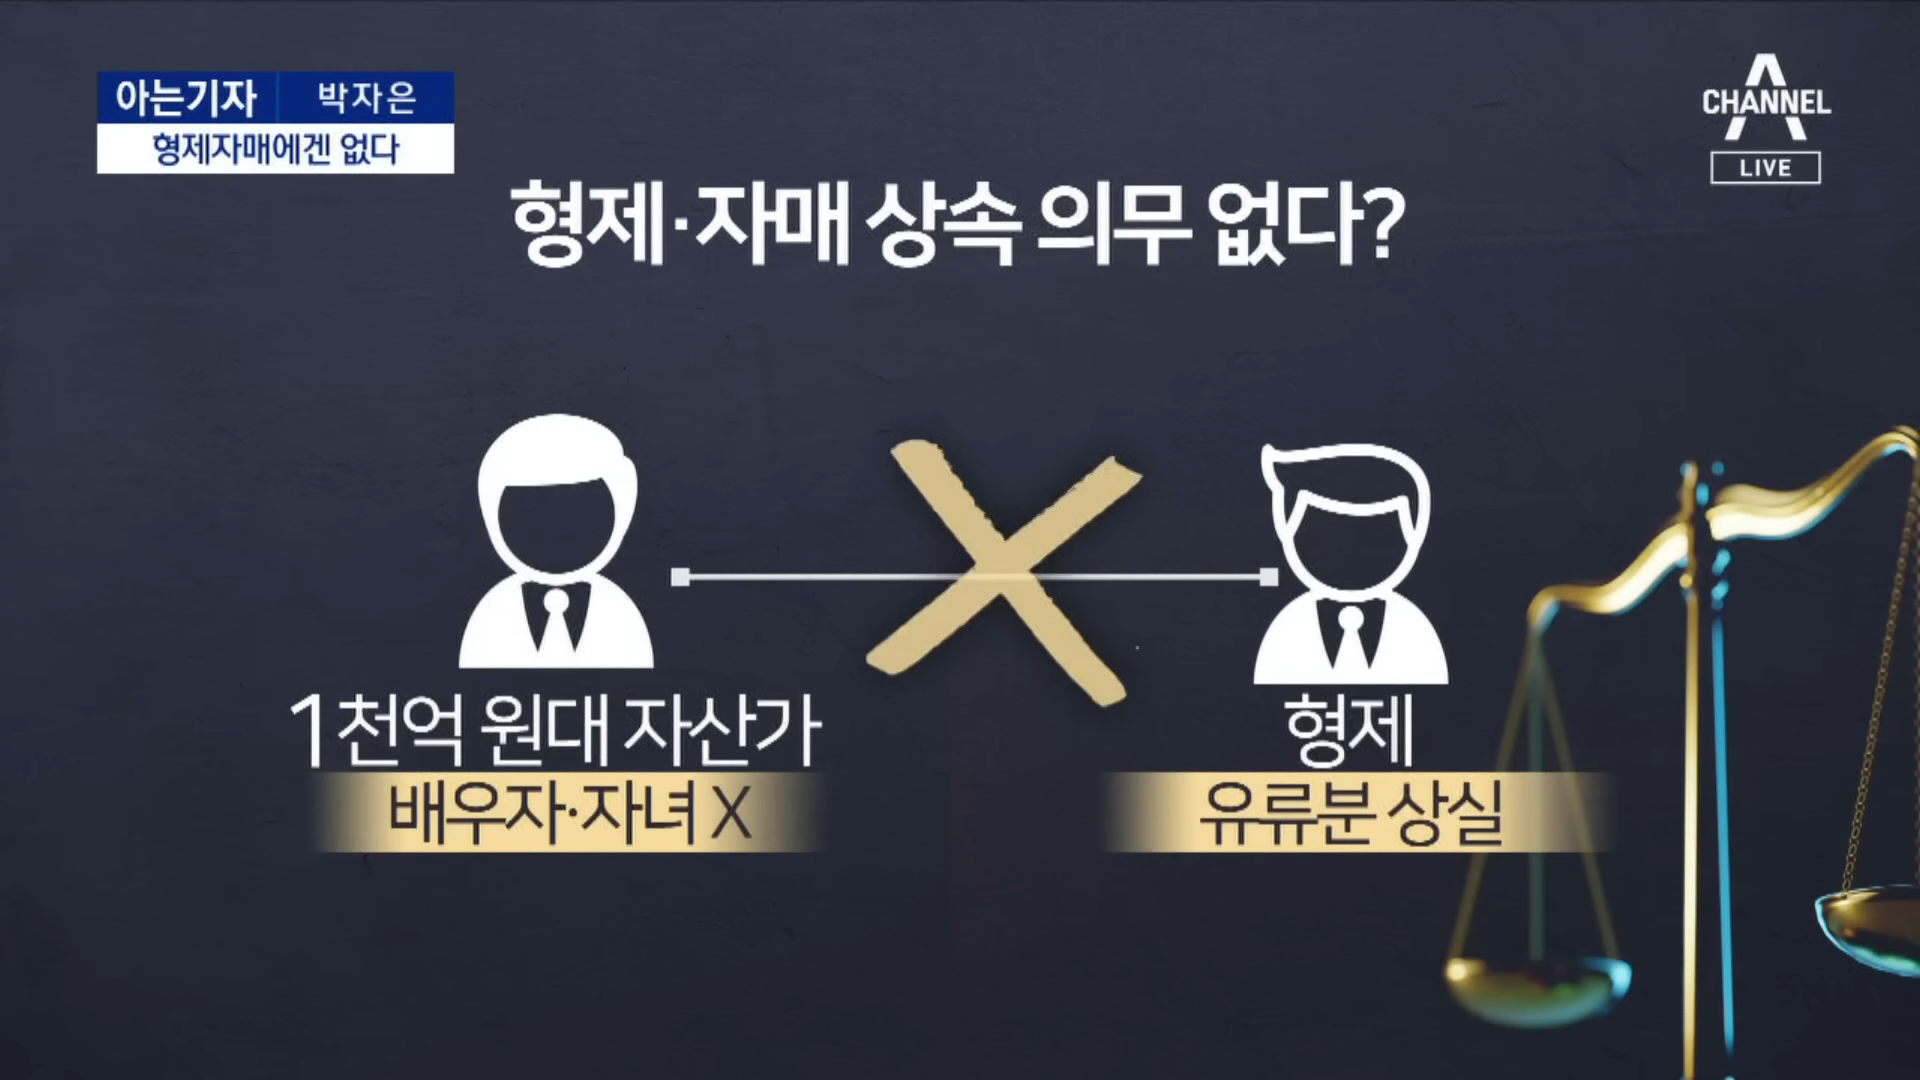 아는기자 박자은
형제자매에겐 없다
CHANNEL A
LIVE
형제·자매 상속 의무 없다?
1천억 원대 자산가
배우자·자녀 X
형제
유류분 상실